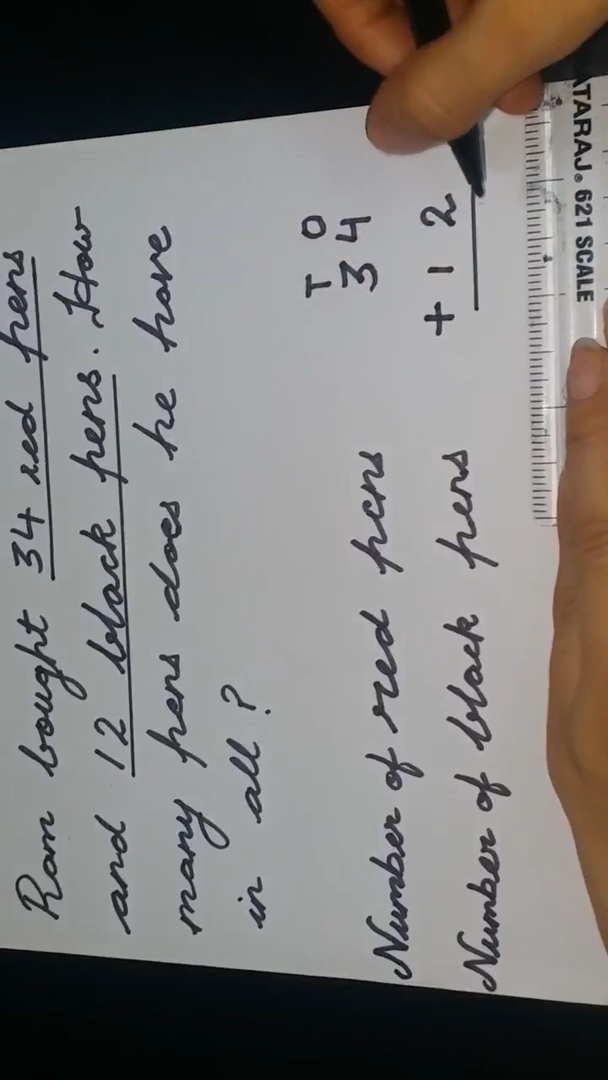 Ram bought 34 red pens
and 12 black pens. How
many pens does he have
in all?
T O
Number of red pens 3 4
Number of black pens + 1 2
ATARAJ® 621 SCALE